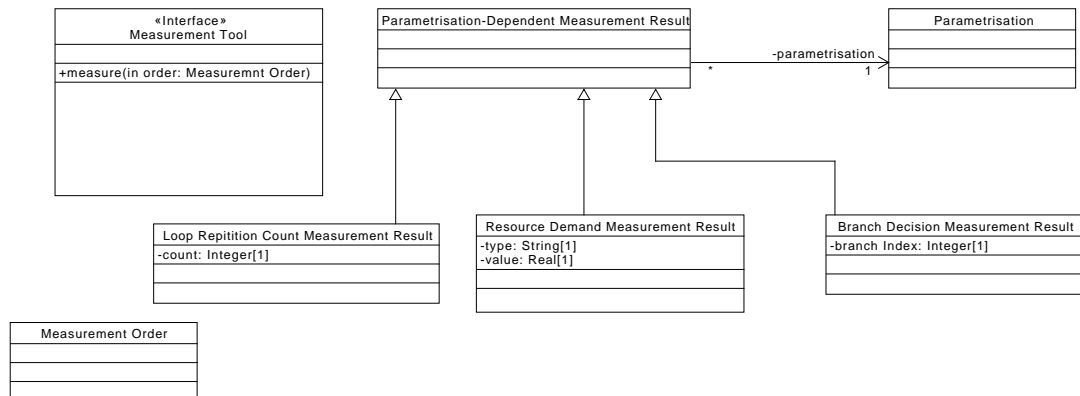 «Interface»
Measurement Tool
+measure(in order: Measuremnt Order)
Parametrisation-Dependent Measurement Result
-parametrisation
*
1
Parametrisation
Loop Repitition Count Measurement Result
-count: Integer[1]
Resource Demand Measurement Result
-type: String[1]
-value: Real[1]
Branch Decision Measurement Result
-branch Index: Integer[1]
Measurement Order